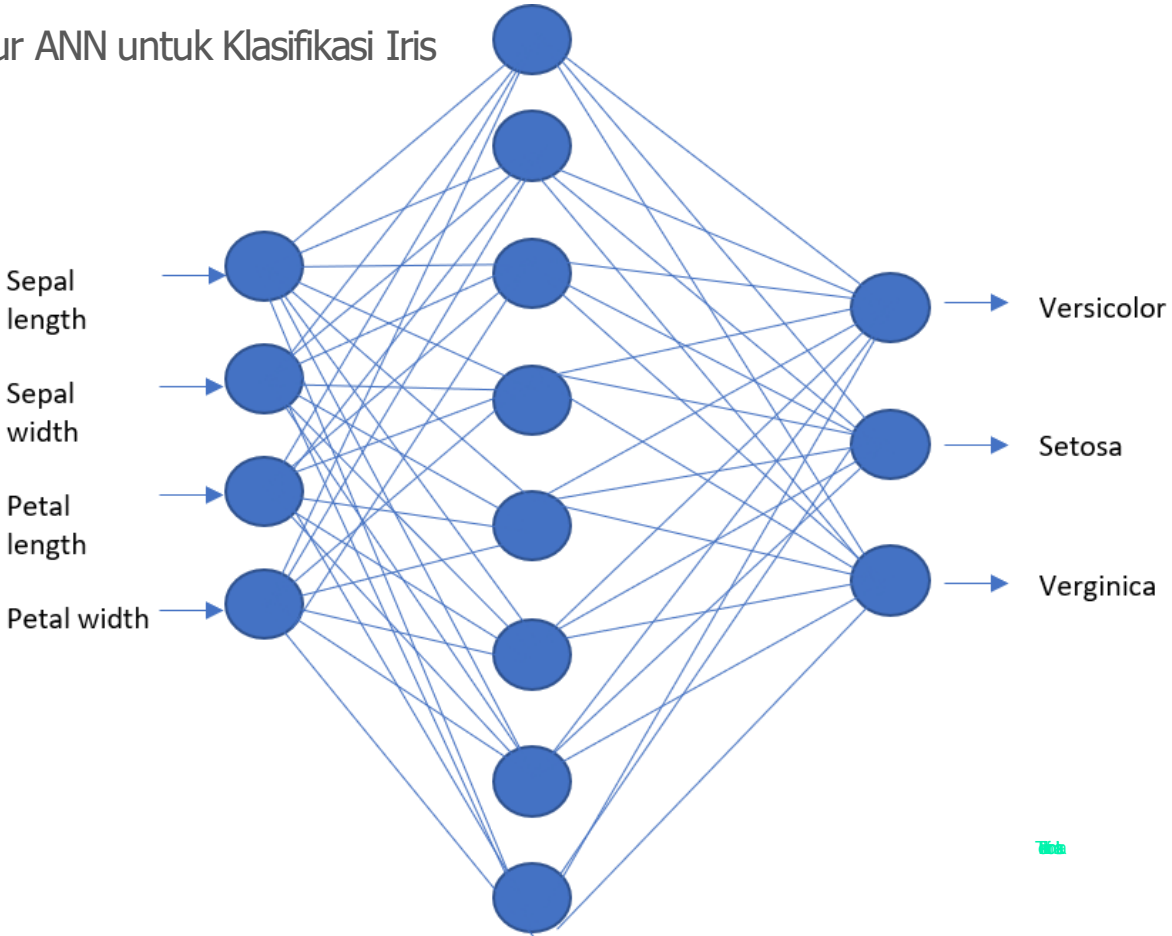 ur ANN untuk Klasifikasi Iris
Sepal
length
Sepal
width
Petal
length
Petal width
Versicolor
Setosa
Verginica